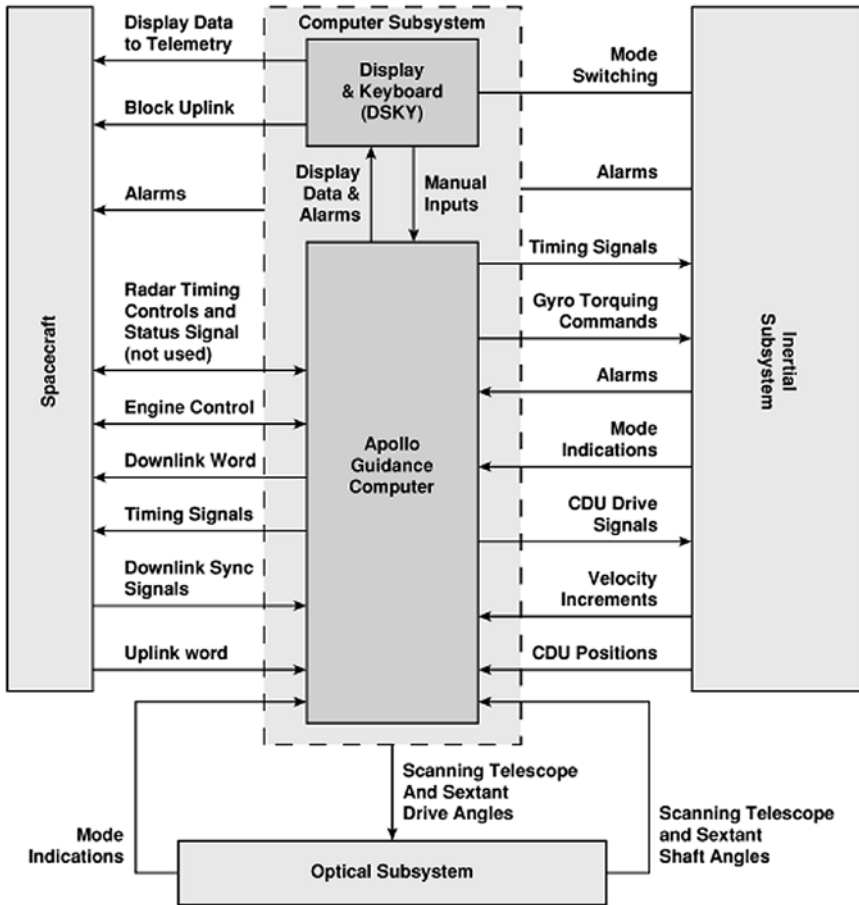 Display Data
to Telemetry
Block Uplink
Alarms
Radar Timing
Controls and
Status Signal
(not used)
Engine Control
Downlink Word
Timing Signals
Downlink Sync
Signals
Uplink word
Spacecraft
Computer Subsystem
Display
& Keyboard
(DSKY)
Display
Data &
Alarms
Manual
Inputs
Apollo
Guidance
Computer
Mode
Switching
Alarms
Timing Signals
Gyro Torquing
Commands
Alarms
Mode
Indications
CDU Drive
Signals
Velocity
Increments
CDU Positions
Inertial
Subsystem
Scanning Telescope
And Sextant
Drive Angles
Mode
Indications
Optical Subsystem
Scanning Telescope
and Sextant
Shaft Angles